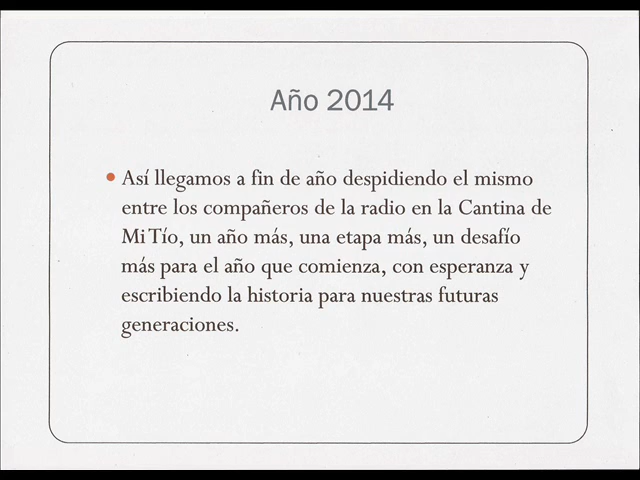 Año 2014
• Así llegamos a fin de año despidiendo el mismo
entre los compañeros de la radio en la Cantina de
Mi Tío, un año más, una etapa más, un desafío
más para el año que comienza, con esperanza y
escribiendo la historia para nuestras futuras
generaciones.